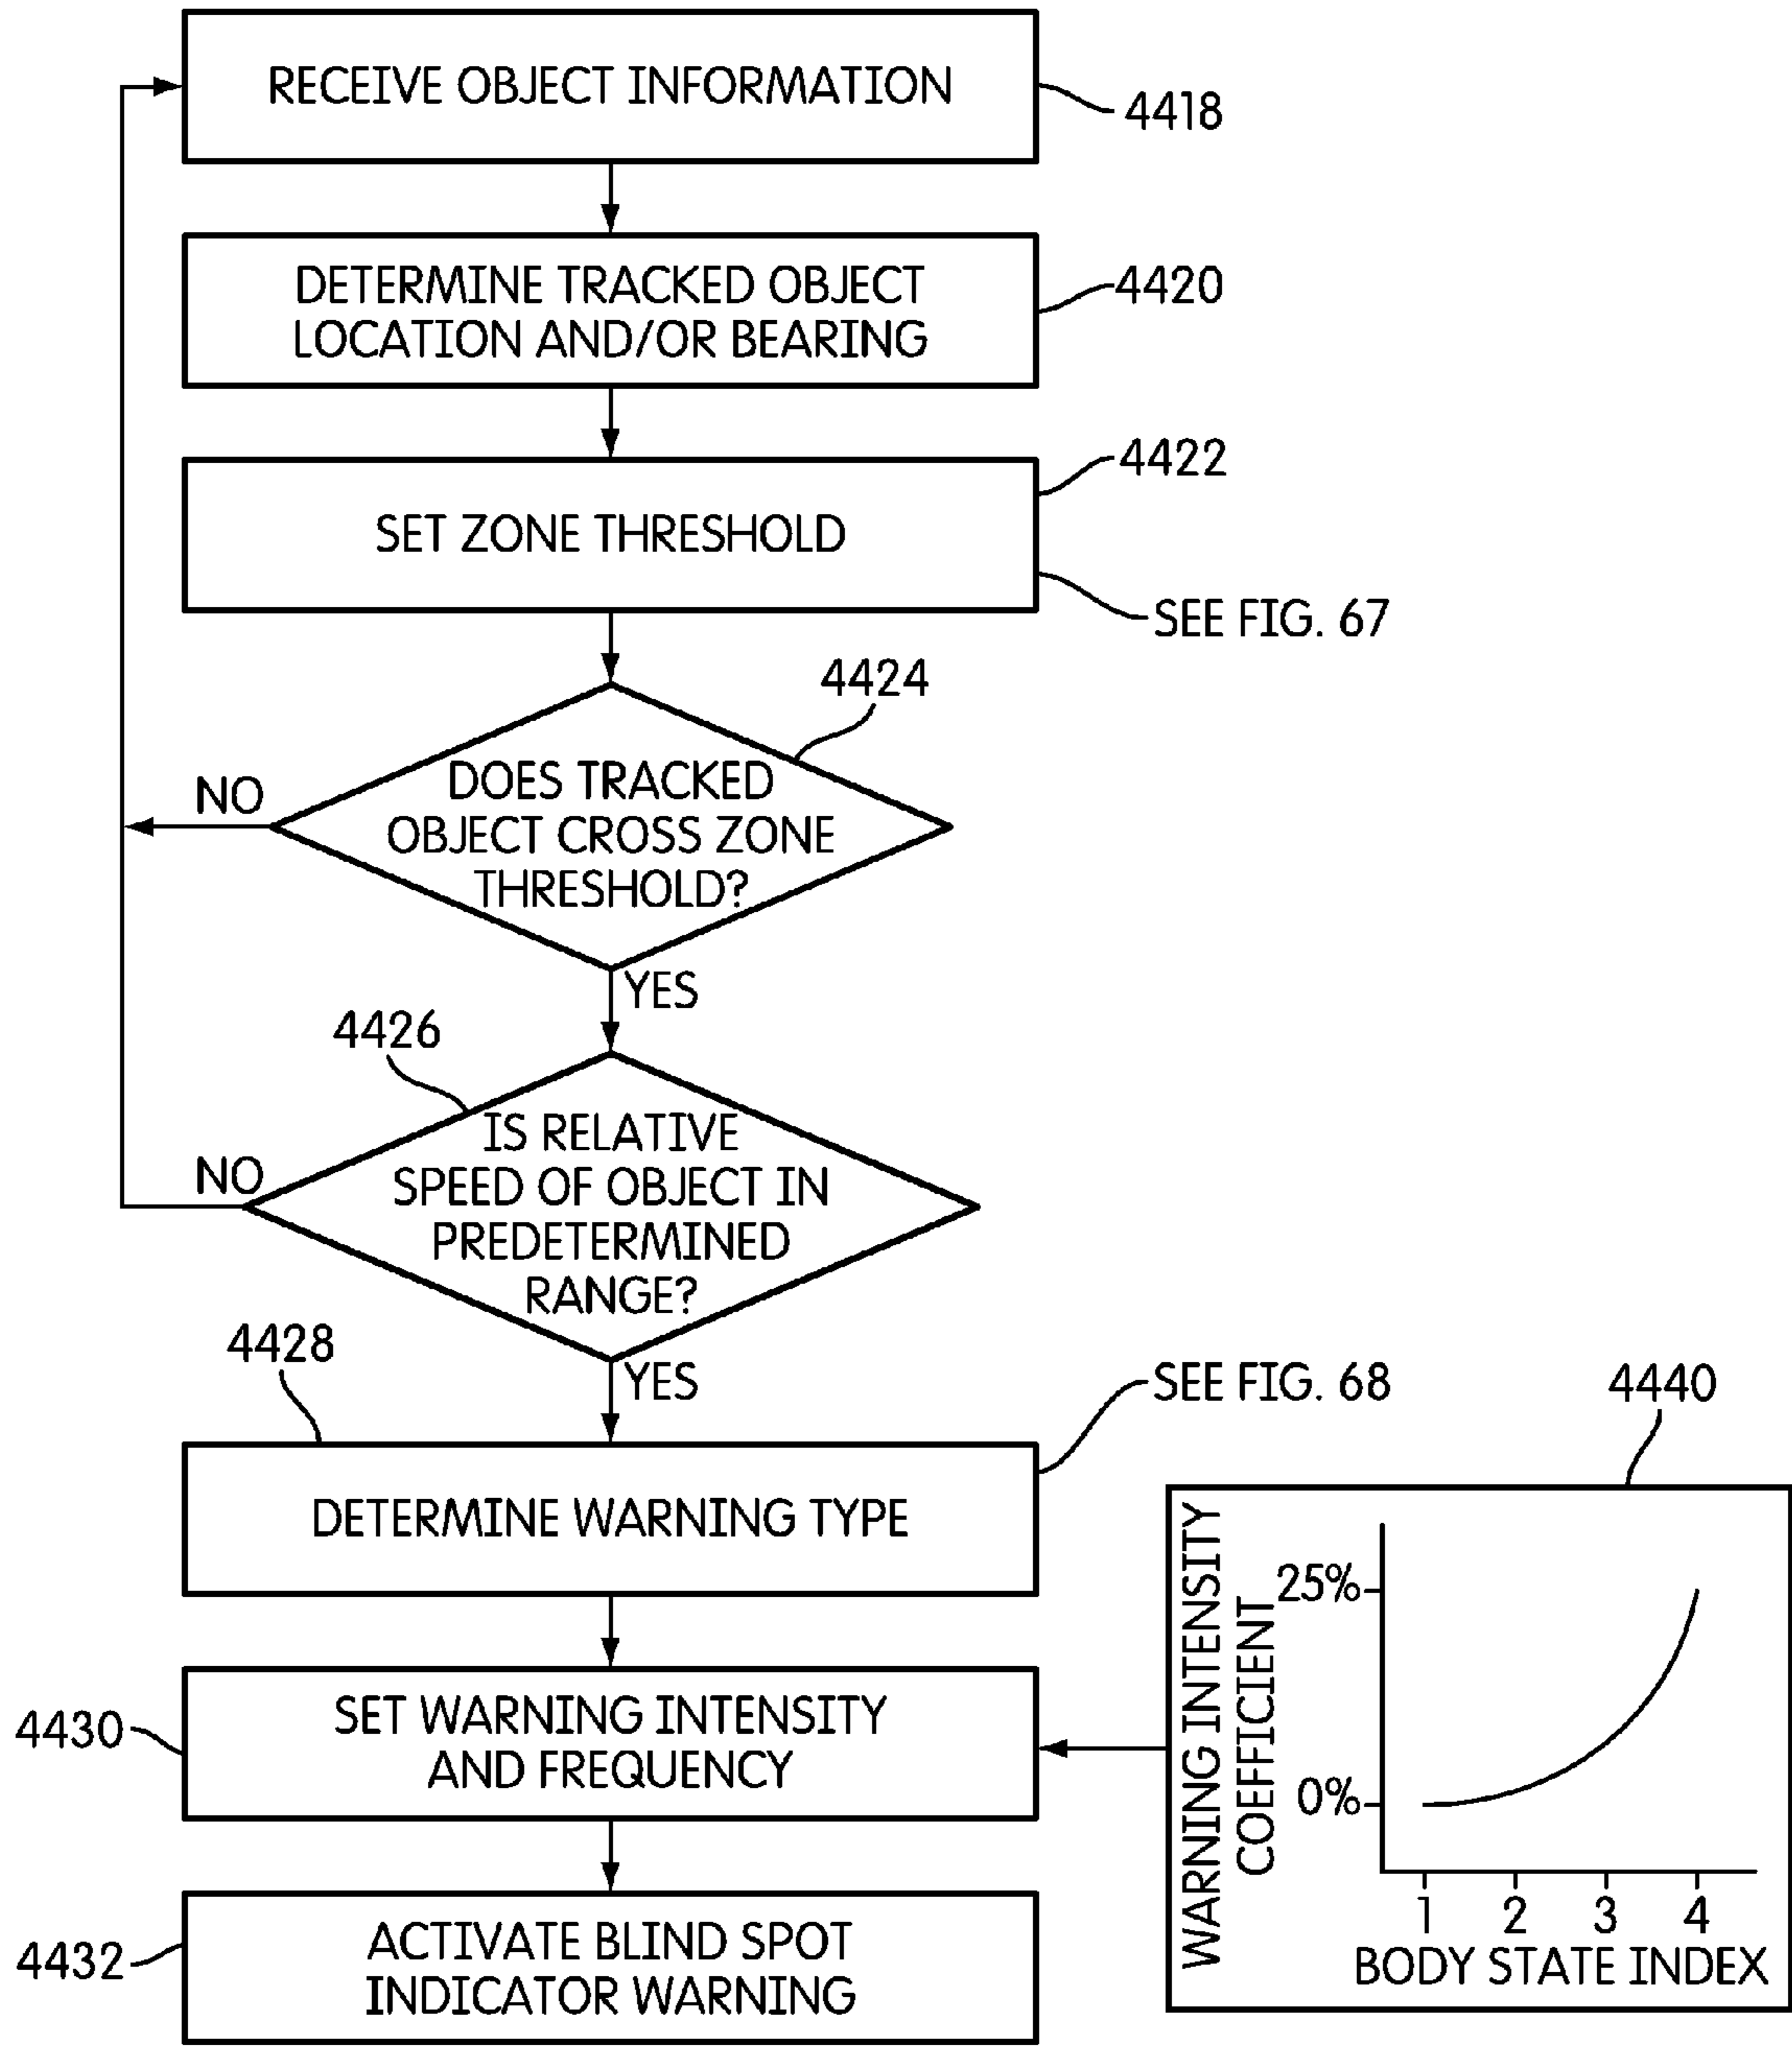 RECEIVE OBJECT INFORMATION
4418
DETERMINE TRACKED OBJECT
LOCATION AND/OR BEARING
4420
4422
SET ZONE THRESHOLD
SEE FIG. 67
4424
DOES TRACKED
OBJECT CROSS ZONE
THRESHOLD?
NO
YES
4426
IS RELATIVE
SPEED OF OBJECT IN
PREDETERMINED
RANGE?
NO
YES
4428
SEE FIG. 68
DETERMINE WARNING TYPE
4440
WARNING INTENSITY
COEFFICIENT
25%
0%
1 2 3 4
BODY STATE INDEX
SET WARNING INTENSITY
AND FREQUENCY
4430
ACTIVATE BLIND SPOT
INDICATOR WARNING
4432